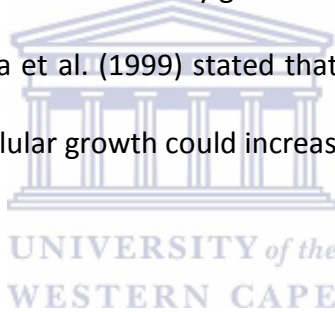 a et al. (1999) stated that
lular growth could increas
UNIVERSITY of the
WESTERN CAPE